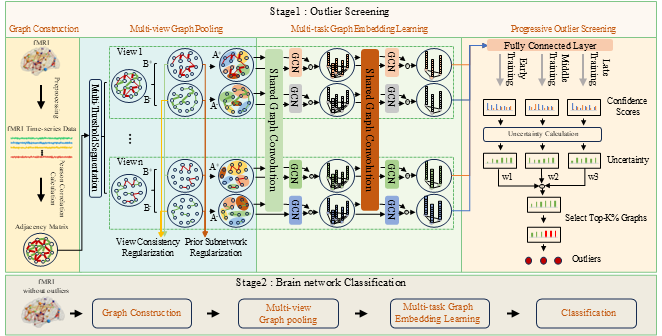 Stage1 : Outlier Screening
Graph Construction
Multi-view Graph Pooling
Multi-task Graph Embedding Learning
Progressive Outlier Screening
fMRI
Preprocessing
fMRI Time-series Data
Pearson Correlation
Calculation
Adjacency Matrix
Multi-Threshold Segmentation
View 1
B+
B-
A+
A-
View n
B+
B-
A+
A-
View Consistency
Regularization
Prior Subnetwork
Regularization
Shared Graph Convolution
GCN
GCN
GCN
GCN
Shared Graph Convolution
GCN
GCN
GCN
GCN
Fully Connected Layer
Early
Training
Middle
Training
Late
Training
Confidence
Scores
Uncertainty Calculation
Uncertainty
w1
w2
w3
Select Top-K% Graphs
Outliers
Stage2 : Brain network Classification
fMRI
without outliers
Graph Construction
Multi-view
Graph pooling
Multi-task Graph
Embedding Learning
Classification